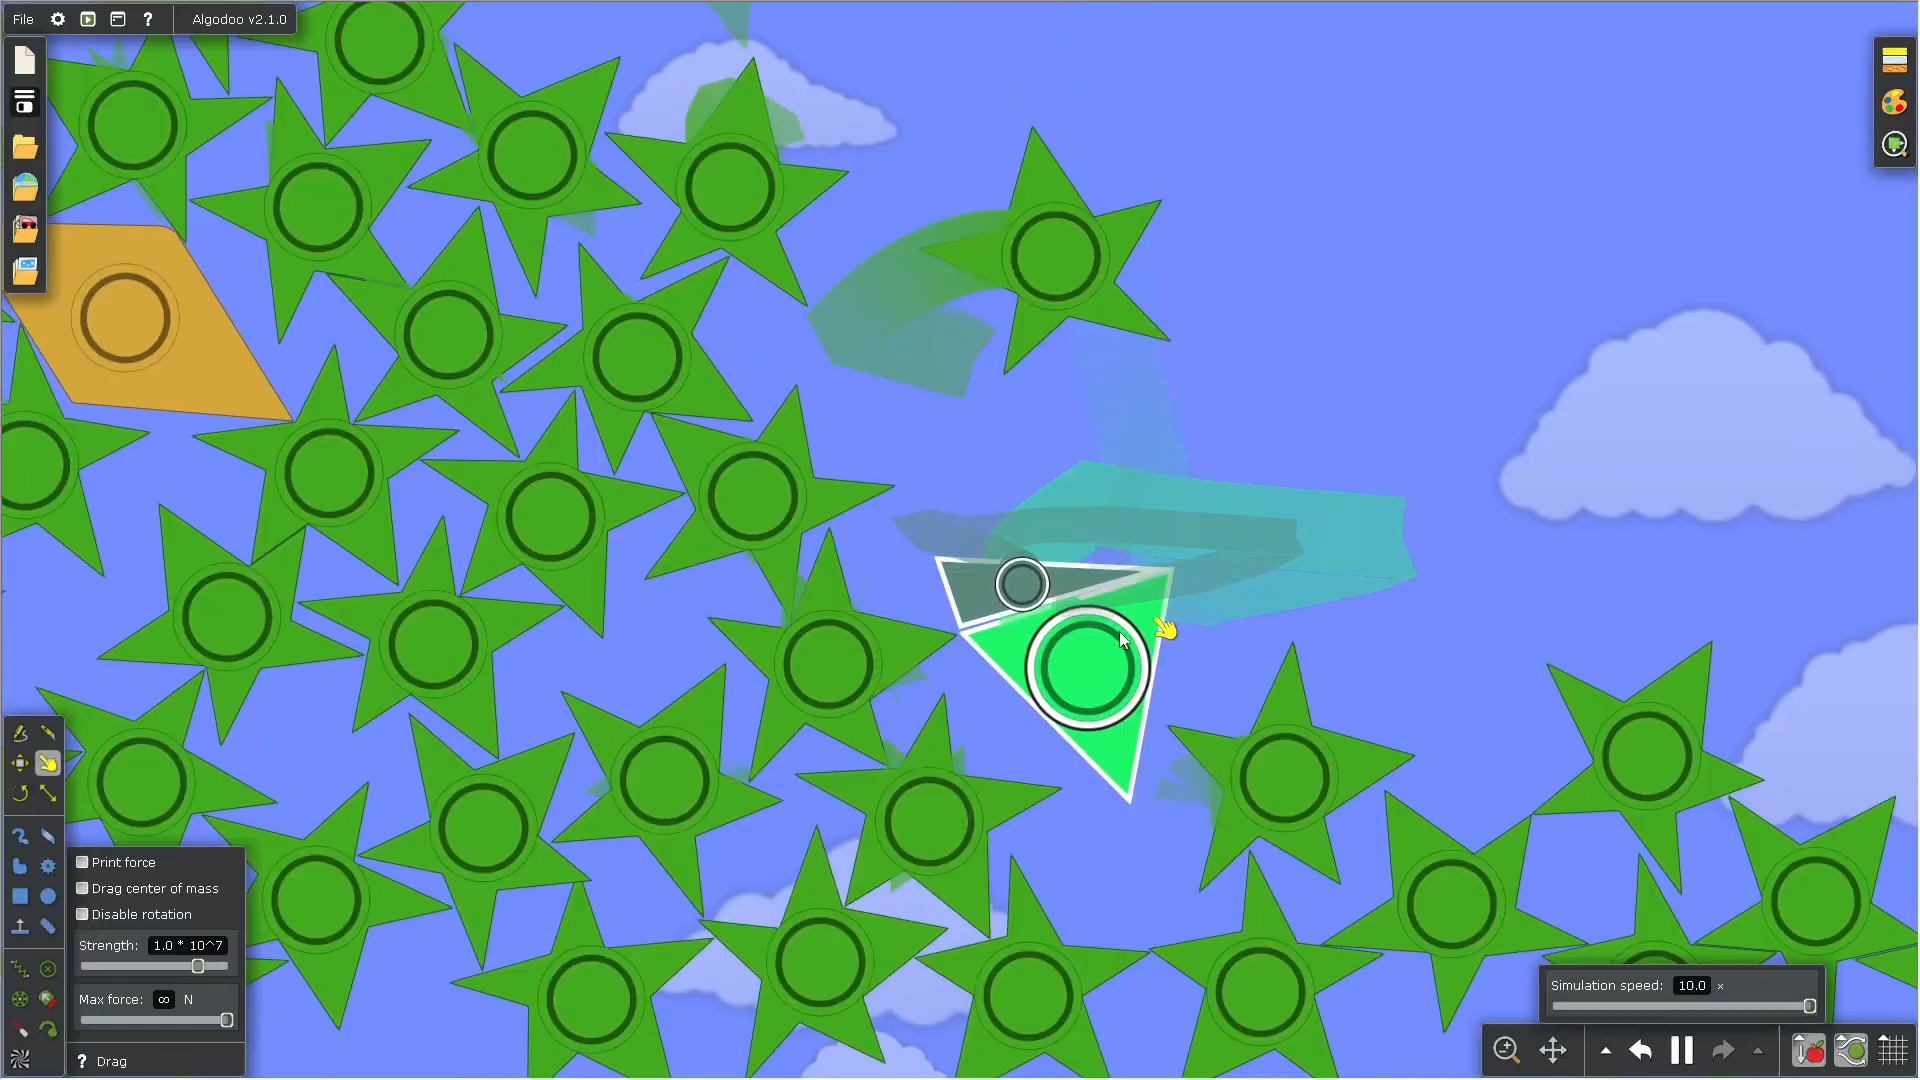 File ? Algodoo v2.1.0
Print force
Drag center of mass
Disable rotation
Strength: 1.0 * 10^7
Max force: ∞ N
? Drag
Simulation speed: 10.0 ×